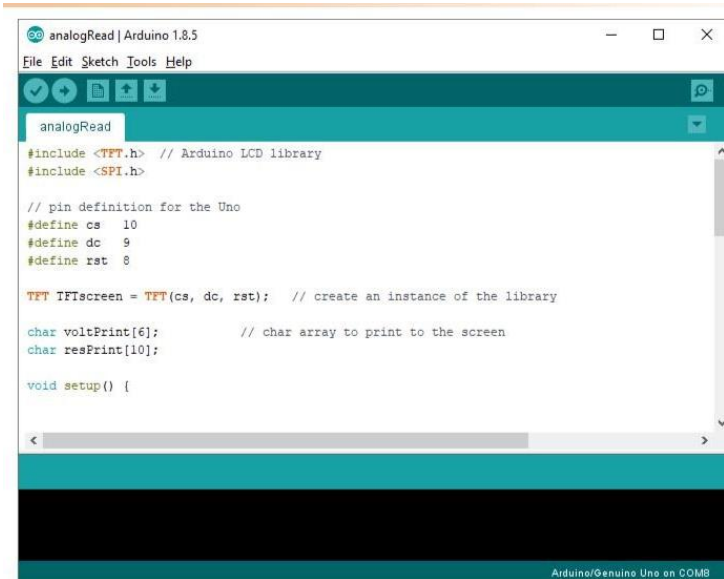 analogRead | Arduino 1.8.5
File Edit Sketch Tools Help
analogRead
#include <TFT.h>  // Arduino LCD library
#include <SPI.h>
// pin definition for the Uno
#define cs   10
#define dc   9
#define rst  8
TFT TFTscreen = TFT(cs, dc, rst);   // create an instance of the library
char voltPrint[6];            // char array to print to the screen
char resPrint[10];
void setup() {
Arduino/Genuino Uno on COM8